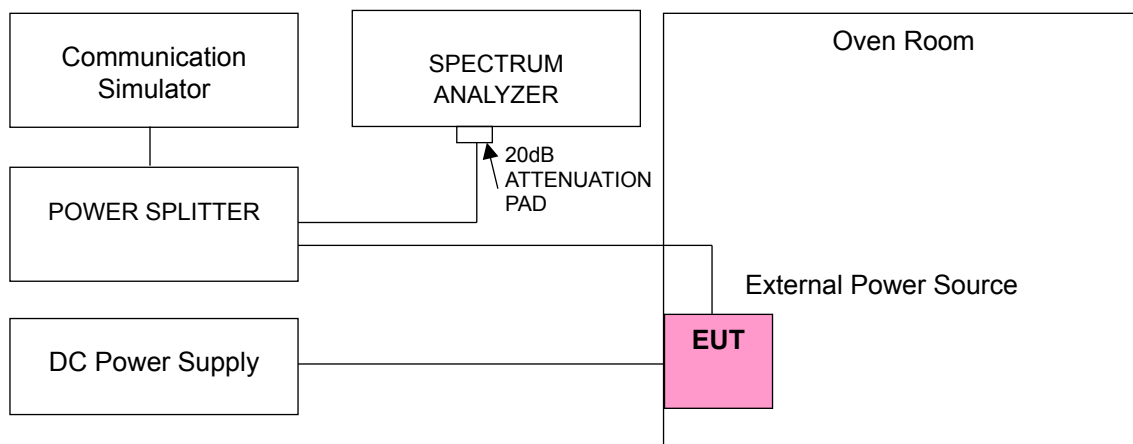 Communication
Simulator
SPECTRUM
ANALYZER
Oven Room
20dB
ATTENUATION
PAD
POWER SPLITTER
External Power Source
EUT
DC Power Supply